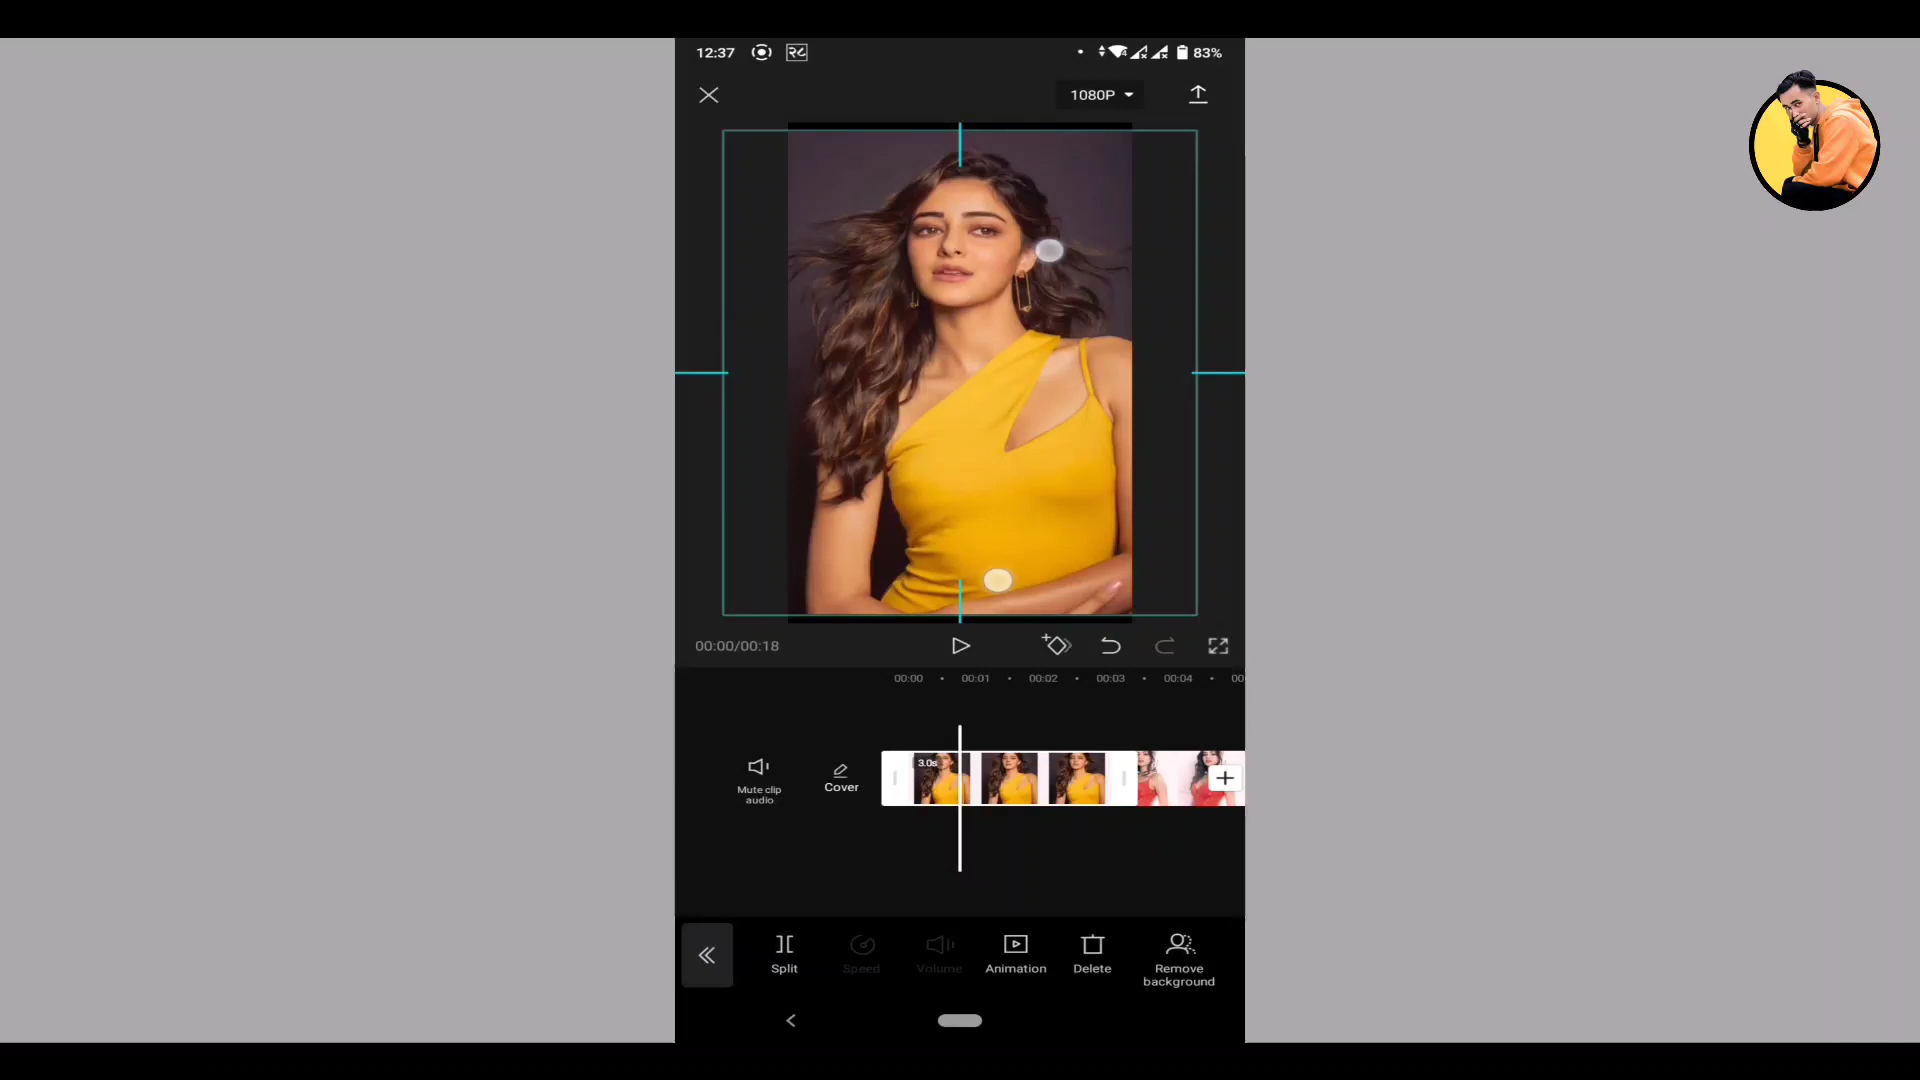 12:37
83%
1080P
00:00/00:18
00:00 00:01 00:02 00:03 00:04 00
3.0s
Mute clip
audio
Cover
Split
Speed
Volume
Animation
Delete
Remove
background